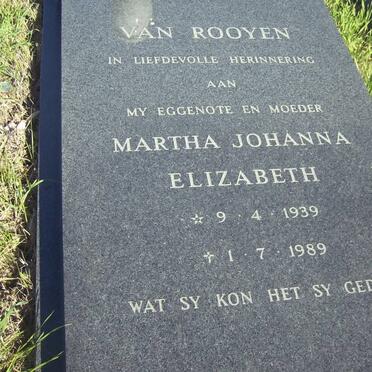 VAN ROOYEN
IN LIEFDEVOLLE HERINNERING
AAN
MY EGGENOTE EN MOEDER
MARTHA JOHANNA
ELIZABETH
☆ 9 · 4 · 1939
† 1 · 7 · 1989
WAT SY KON HET SY GED